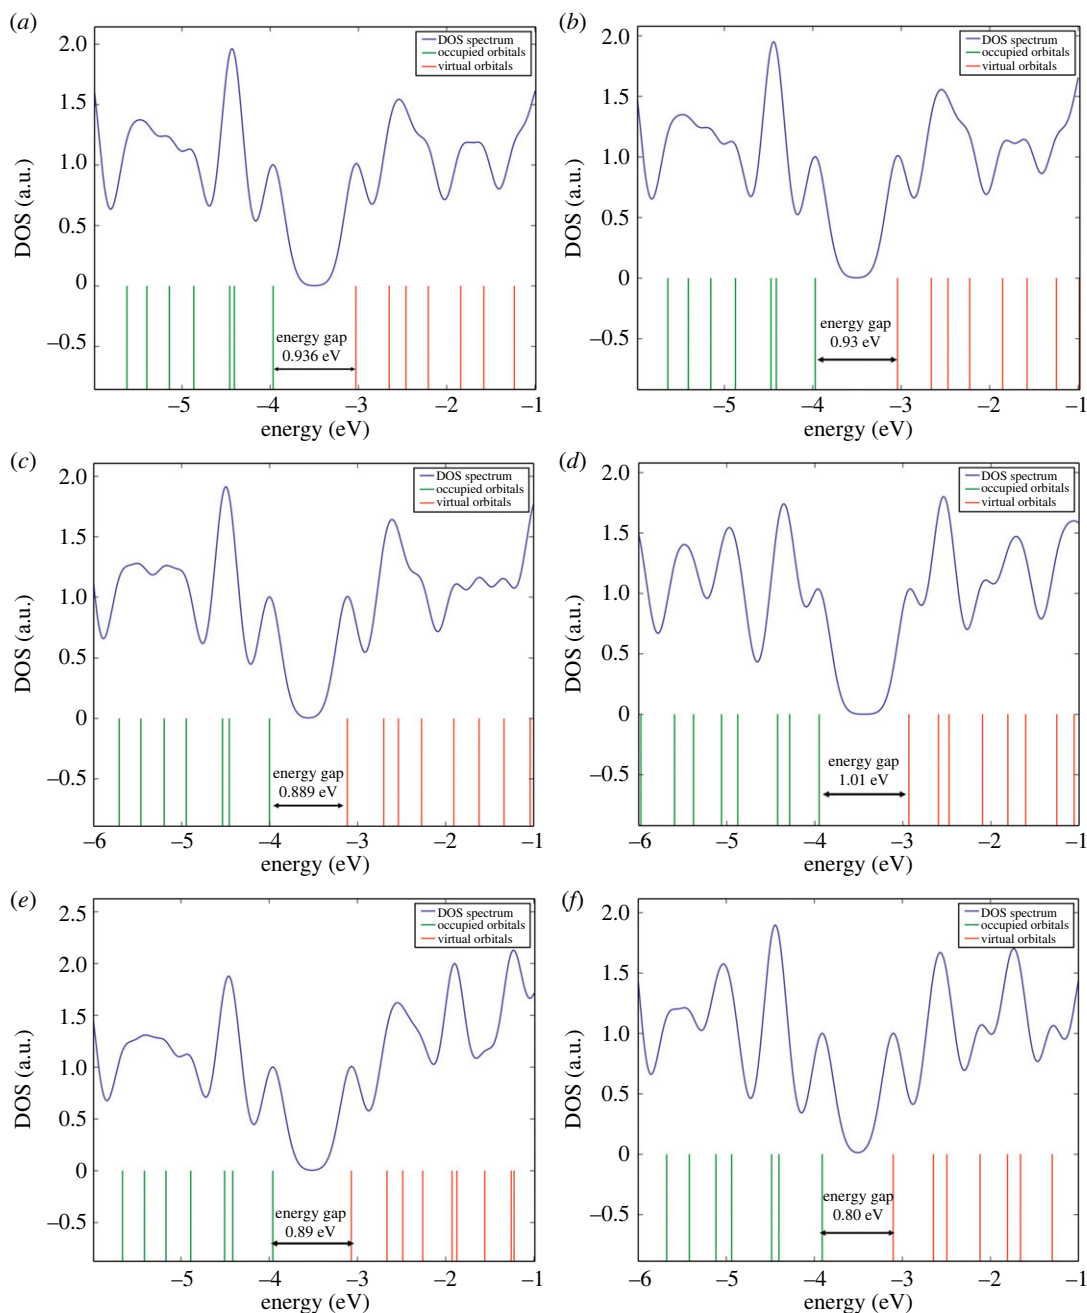 (a)
2.0
1.5
1.0
0.5
0
–0.5
DOS (a.u.)
DOS spectrum
occupied orbitals
virtual orbitals
energy gap
0.936 eV
–5
–4
–3
–2
–1
energy (eV)
(b)
2.0
1.5
1.0
0.5
0
–0.5
DOS (a.u.)
DOS spectrum
occupied orbitals
virtual orbitals
energy gap
0.93 eV
–5
–4
–3
–2
–1
energy (eV)
(c)
2.0
1.5
1.0
0.5
0
–0.5
DOS (a.u.)
DOS spectrum
occupied orbitals
virtual orbitals
energy gap
0.889 eV
–6
–5
–4
–3
–2
–1
energy (eV)
(d)
2.0
1.5
1.0
0.5
0
–0.5
DOS (a.u.)
DOS spectrum
occupied orbitals
virtual orbitals
energy gap
1.01 eV
–6
–5
–4
–3
–2
–1
energy (eV)
(e)
2.5
2.0
1.5
1.0
0.5
0
–0.5
DOS (a.u.)
DOS spectrum
occupied orbitals
virtual orbitals
energy gap
0.89 eV
–5
–4
–3
–2
–1
energy (eV)
(f)
2.0
1.5
1.0
0.5
0
–0.5
DOS (a.u.)
DOS spectrum
occupied orbitals
virtual orbitals
energy gap
0.80 eV
–6
–5
–4
–3
–2
–1
energy (eV)